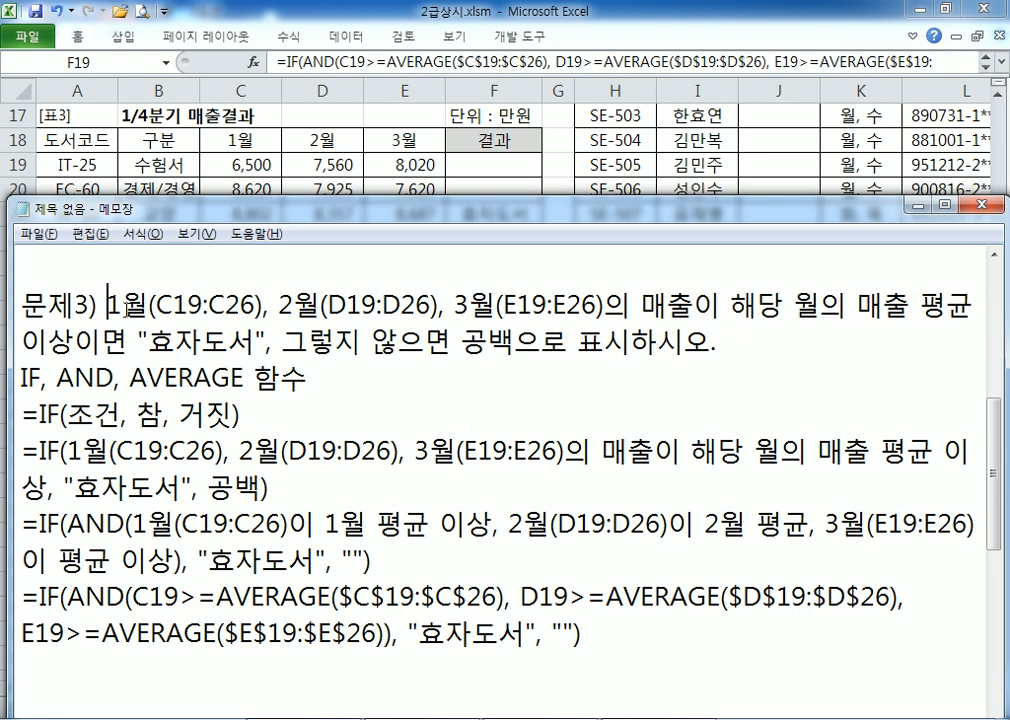 2급상시.xlsm - Microsoft Excel
파일 홈 삽입 페이지 레이아웃 수식 데이터 검토 보기 개발 도구
F19 fx =IF(AND(C19>=AVERAGE($C$19:$C$26), D19>=AVERAGE($D$19:$D$26), E19>=AVERAGE($E$19:
A B C D E F G H I J K L
17 [표3] 1/4분기 매출결과 단위 : 만원 SE-503 한효연 월, 수 890731-1**
18 도서코드 구분 1월 2월 3월 결과 SE-504 김만복 월, 수 881001-1**
19 IT-25 수험서 6,500 7,560 8,020 SE-505 김민주 월, 수 951212-2**
20 EC-60 경제/경영 8,620 7,925 7,620 SE-506 성인수 월, 수 900816-2**
제목 없음 - 메모장
파일(F) 편집(E) 서식(O) 보기(V) 도움말(H)
문제3) 1월(C19:C26), 2월(D19:D26), 3월(E19:E26)의 매출이 해당 월의 매출 평균
이상이면 "효자도서", 그렇지 않으면 공백으로 표시하시오.
IF, AND, AVERAGE 함수
=IF(조건, 참, 거짓)
=IF(1월(C19:C26), 2월(D19:D26), 3월(E19:E26)의 매출이 해당 월의 매출 평균 이
상, "효자도서", 공백)
=IF(AND(1월(C19:C26)이 1월 평균 이상, 2월(D19:D26)이 2월 평균, 3월(E19:E26)
이 평균 이상), "효자도서", "")
=IF(AND(C19>=AVERAGE($C$19:$C$26), D19>=AVERAGE($D$19:$D$26),
E19>=AVERAGE($E$19:$E$26)), "효자도서", "")